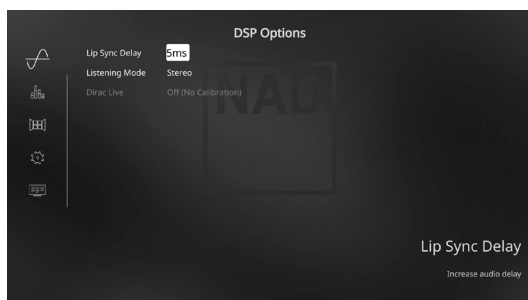 DSP Options
Lip Sync Delay 5ms
Listening Mode Stereo
Dirac Live Off (No Calibration)
NAD
Lip Sync Delay
Increase audio delay